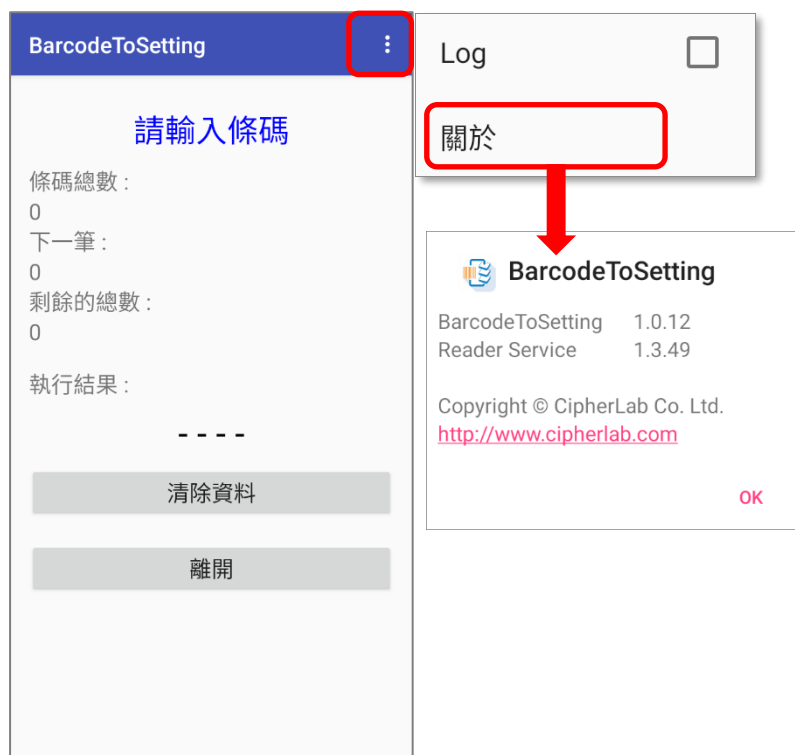 BarcodeToSetting
請輸入條碼
條碼總數 :
0
下一筆 :
0
剩餘的總數 :
0
執行結果 :
----
清除資料
離開
Log
關於
BarcodeToSetting
BarcodeToSetting 1.0.12
Reader Service 1.3.49
Copyright © CipherLab Co. Ltd.
http://www.cipherlab.com
OK